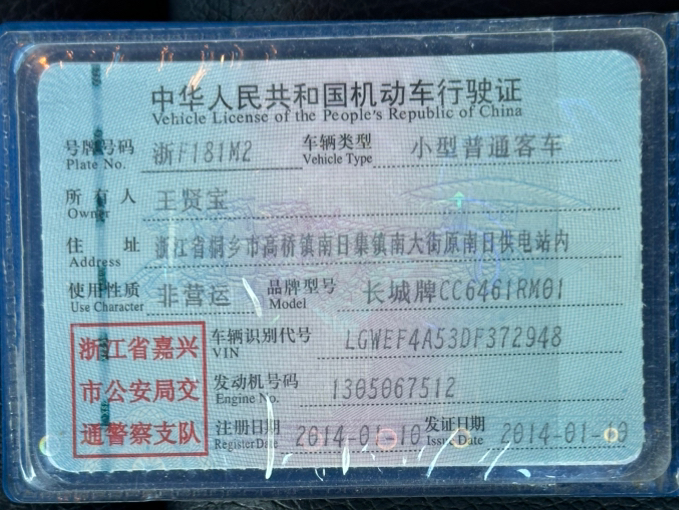 中华人民共和国机动车行驶证
Vehicle License of the People's Republic of China
号牌号码 浙F181M2 车辆类型 小型普通客车
Plate No. Vehicle Type
所有人 王贤宝
Owner
住址 浙江省桐乡市高桥镇南日集镇南大街原南日供电站内
Address
使用性质 非营运 品牌型号 长城牌CC6461RM01
Use Character Model
浙江省嘉兴
市公安局交
通警察支队
车辆识别代号 LGWEF4A53DF372948
VIN
发动机号码 1305067512
Engine No.
注册日期 2014-01-10 发证日期 2014-01-10
Register Date Issue Date